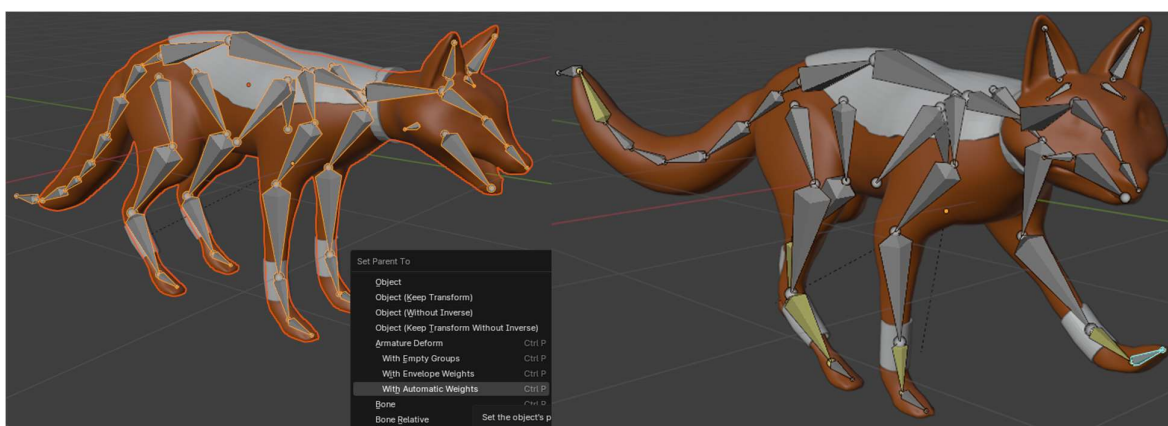 Set Parent To
Object
Object (Keep Transform)
Object (Without Inverse)
Object (Keep Transform Without Inverse)
Armature Deform Ctrl P
With Empty Groups Ctrl P
With Envelope Weights Ctrl P
With Automatic Weights Ctrl P
Bone Ctrl P
Bone Relative
Set the object's p